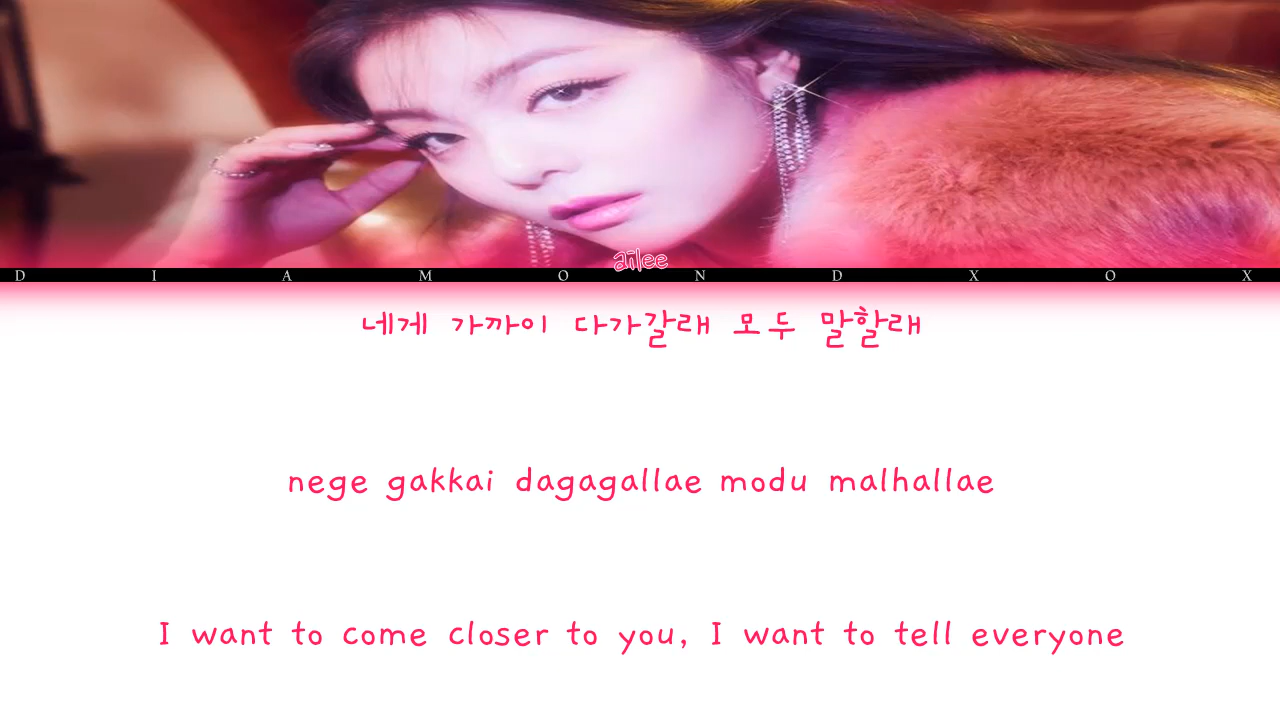 ailee
D I A M O N D X O X
네게 가까이 다가갈래 모두 말할래
nege gakkai dagagallae modu malhallae
I want to come closer to you, I want to tell everyone